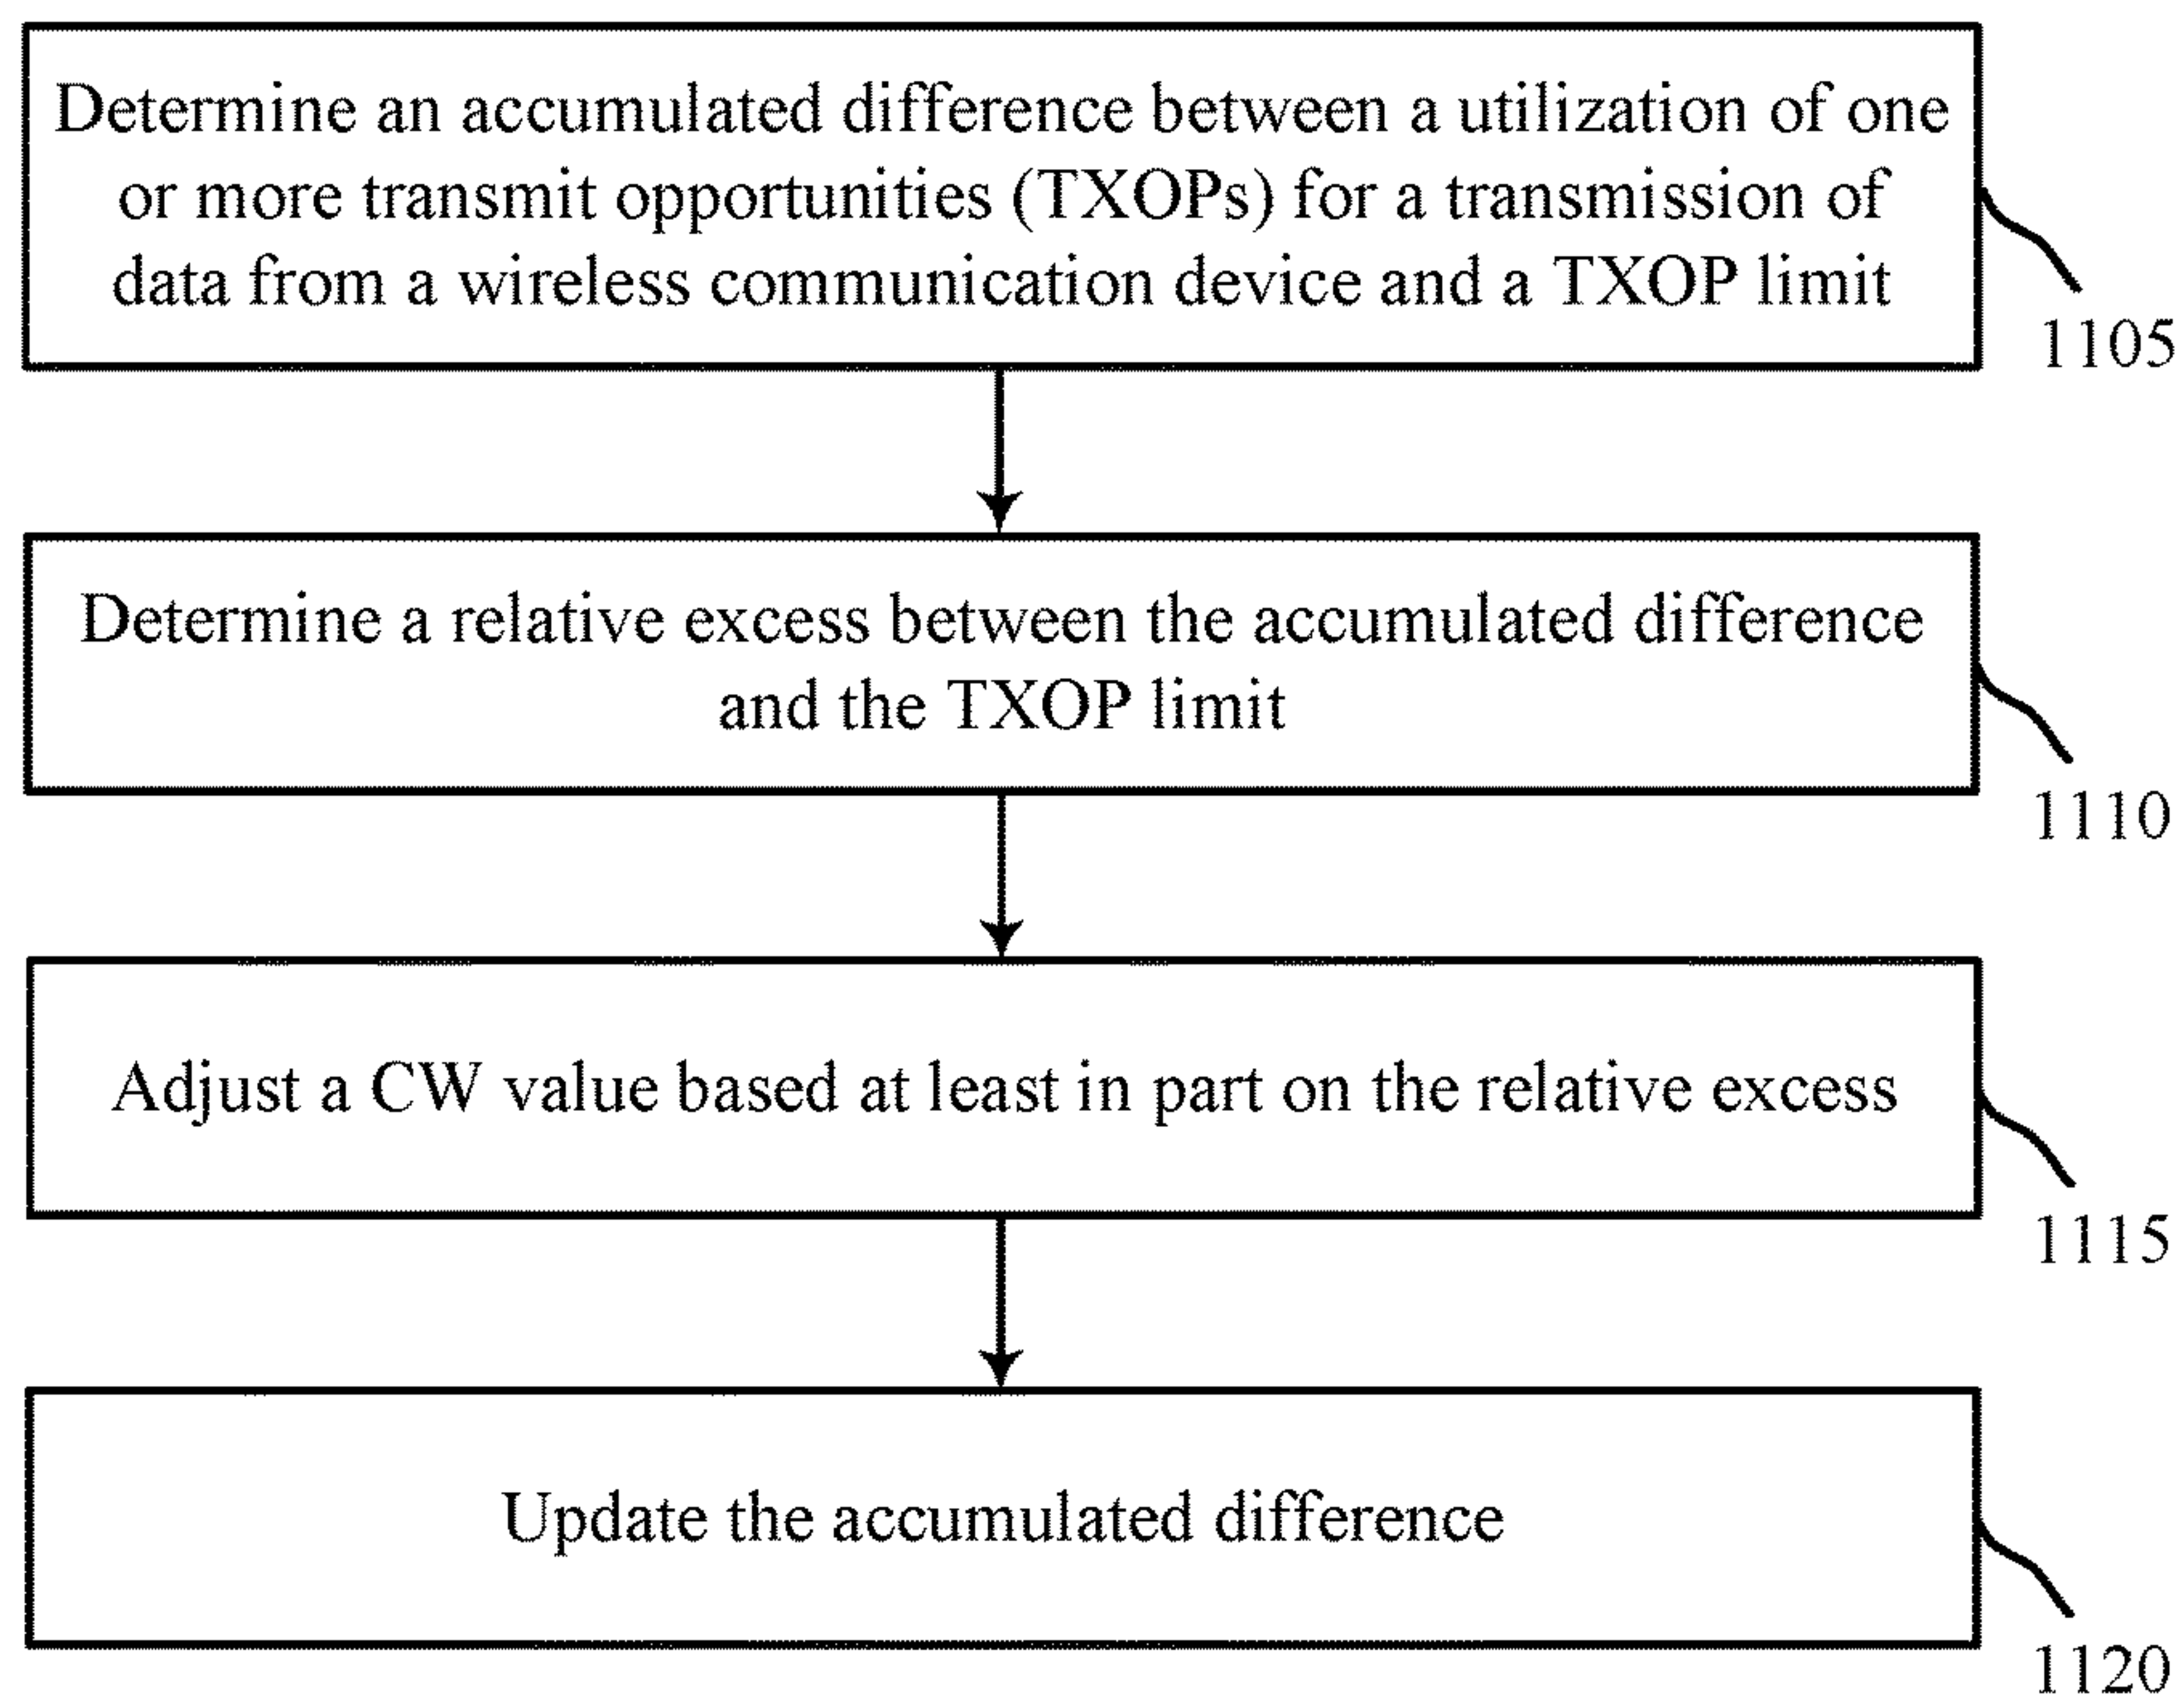 Determine an accumulated difference between a utilization of one
or more transmit opportunities (TXOPs) for a transmission of
data from a wireless communication device and a TXOP limit
1105
Determine a relative excess between the accumulated difference
and the TXOP limit
1110
Adjust a CW value based at least in part on the relative excess
1115
Update the accumulated difference
1120